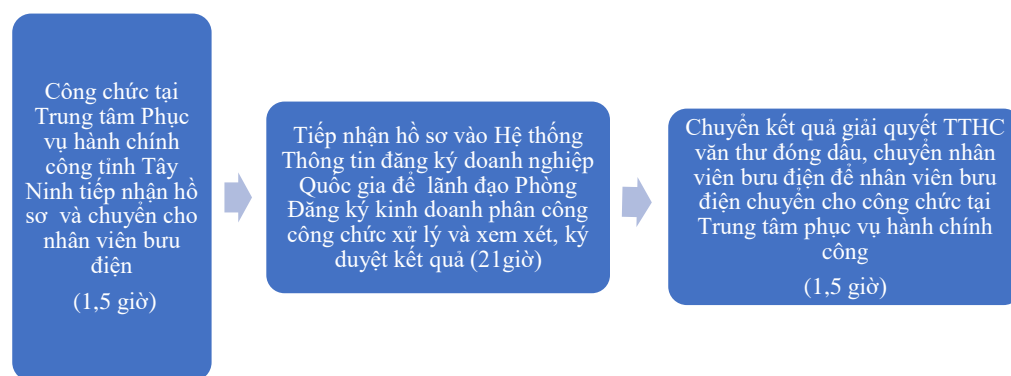 Công chức tại
Trung tâm Phục
vụ hành chính
công tỉnh Tây
Ninh tiếp nhận hồ
sơ và chuyển cho
nhân viên bưu
điện
(1,5 giờ)
Tiếp nhận hồ sơ vào Hệ thống
Thông tin đăng ký doanh nghiệp
Quốc gia để lãnh đạo Phòng
Đăng ký kinh doanh phân công
công chức xử lý và xem xét, ký
duyệt kết quả (21giờ)
Chuyển kết quả giải quyết TTHC
văn thư đóng dấu, chuyển nhân
viên bưu điện để nhân viên bưu
điện chuyển cho công chức tại
Trung tâm phục vụ hành chính
công
(1,5 giờ)